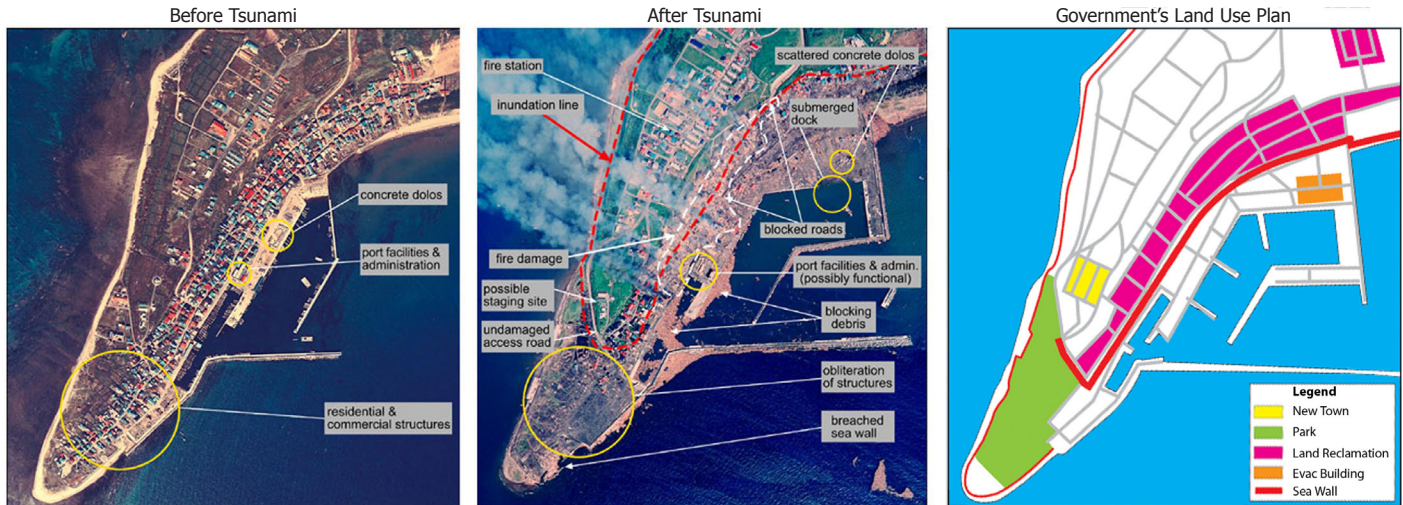 Before Tsunami
concrete dolos
port facilities &
administration
residential &
commercial structures
After Tsunami
scattered concrete dolos
fire station
inundation line
submerged
dock
blocked roads
fire damage
port facilities & admin.
(possibly functional)
possible
staging site
blocking
debris
undamaged
access road
obliteration
of structures
breached
sea wall
Government’s Land Use Plan
Legend
New Town
Park
Land Reclamation
Evac Building
Sea Wall